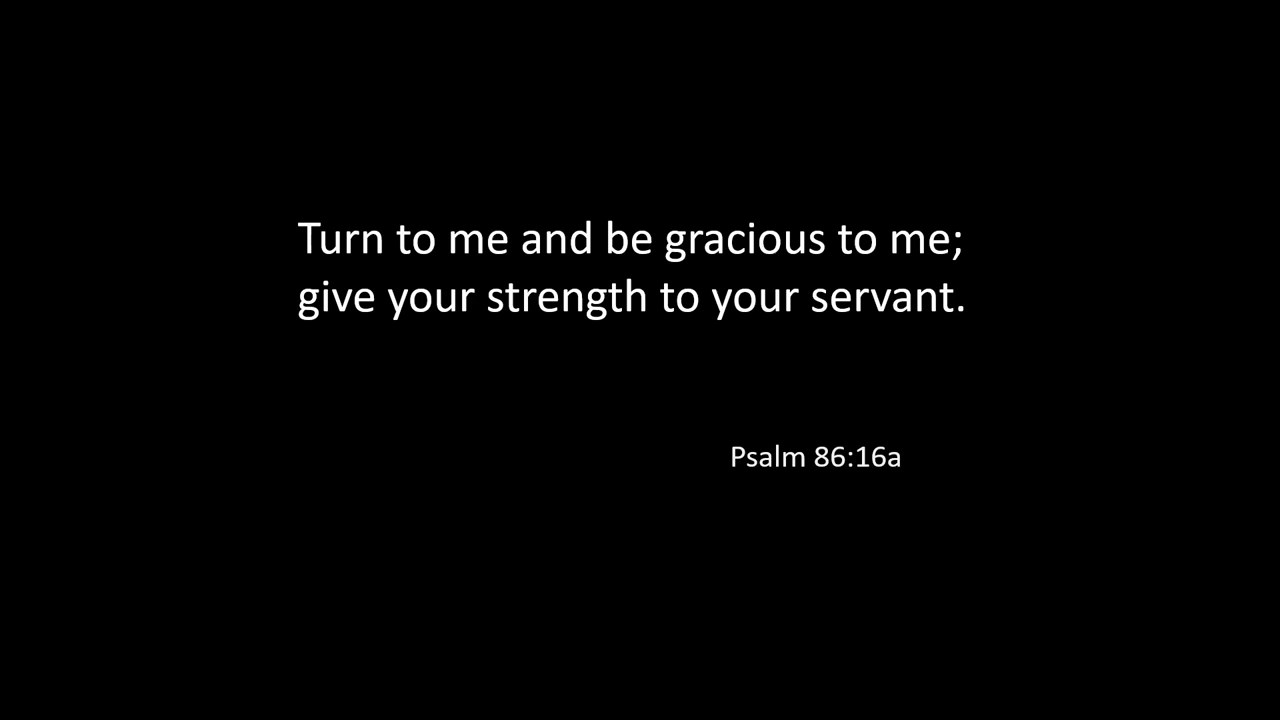 Turn to me and be gracious to me;
give your strength to your servant.
Psalm 86:16a